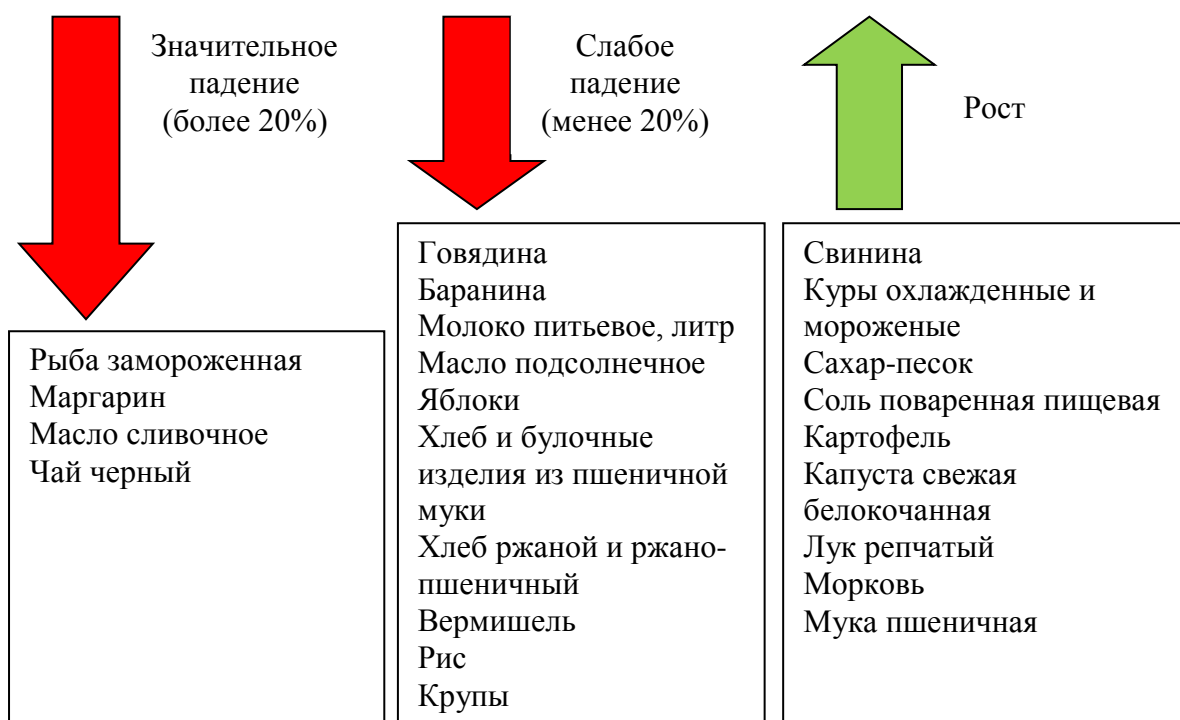 Значительное
падение
(более 20%)
Рыба замороженная
Маргарин
Масло сливочное
Чай черный
Слабое
падение
(менее 20%)
Говядина
Баранина
Молоко питьевое, литр
Масло подсолнечное
Яблоки
Хлеб и булочные
изделия из пшеничной
муки
Хлеб ржаной и ржано-
пшеничный
Вермишель
Рис
Крупы
Рост
Свинина
Куры охлажденные и
мороженые
Сахар-песок
Соль поваренная пищевая
Картофель
Капуста свежая
белокочанная
Лук репчатый
Морковь
Мука пшеничная